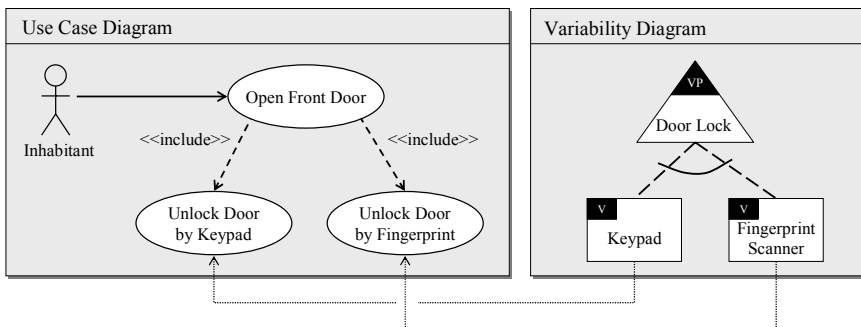 Use Case Diagram
Inhabitant
Open Front Door
<<include>>
<<include>>
Unlock Door
by Keypad
Unlock Door
by Fingerprint
Variability Diagram
VP
Door Lock
V
Keypad
V
Fingerprint
Scanner